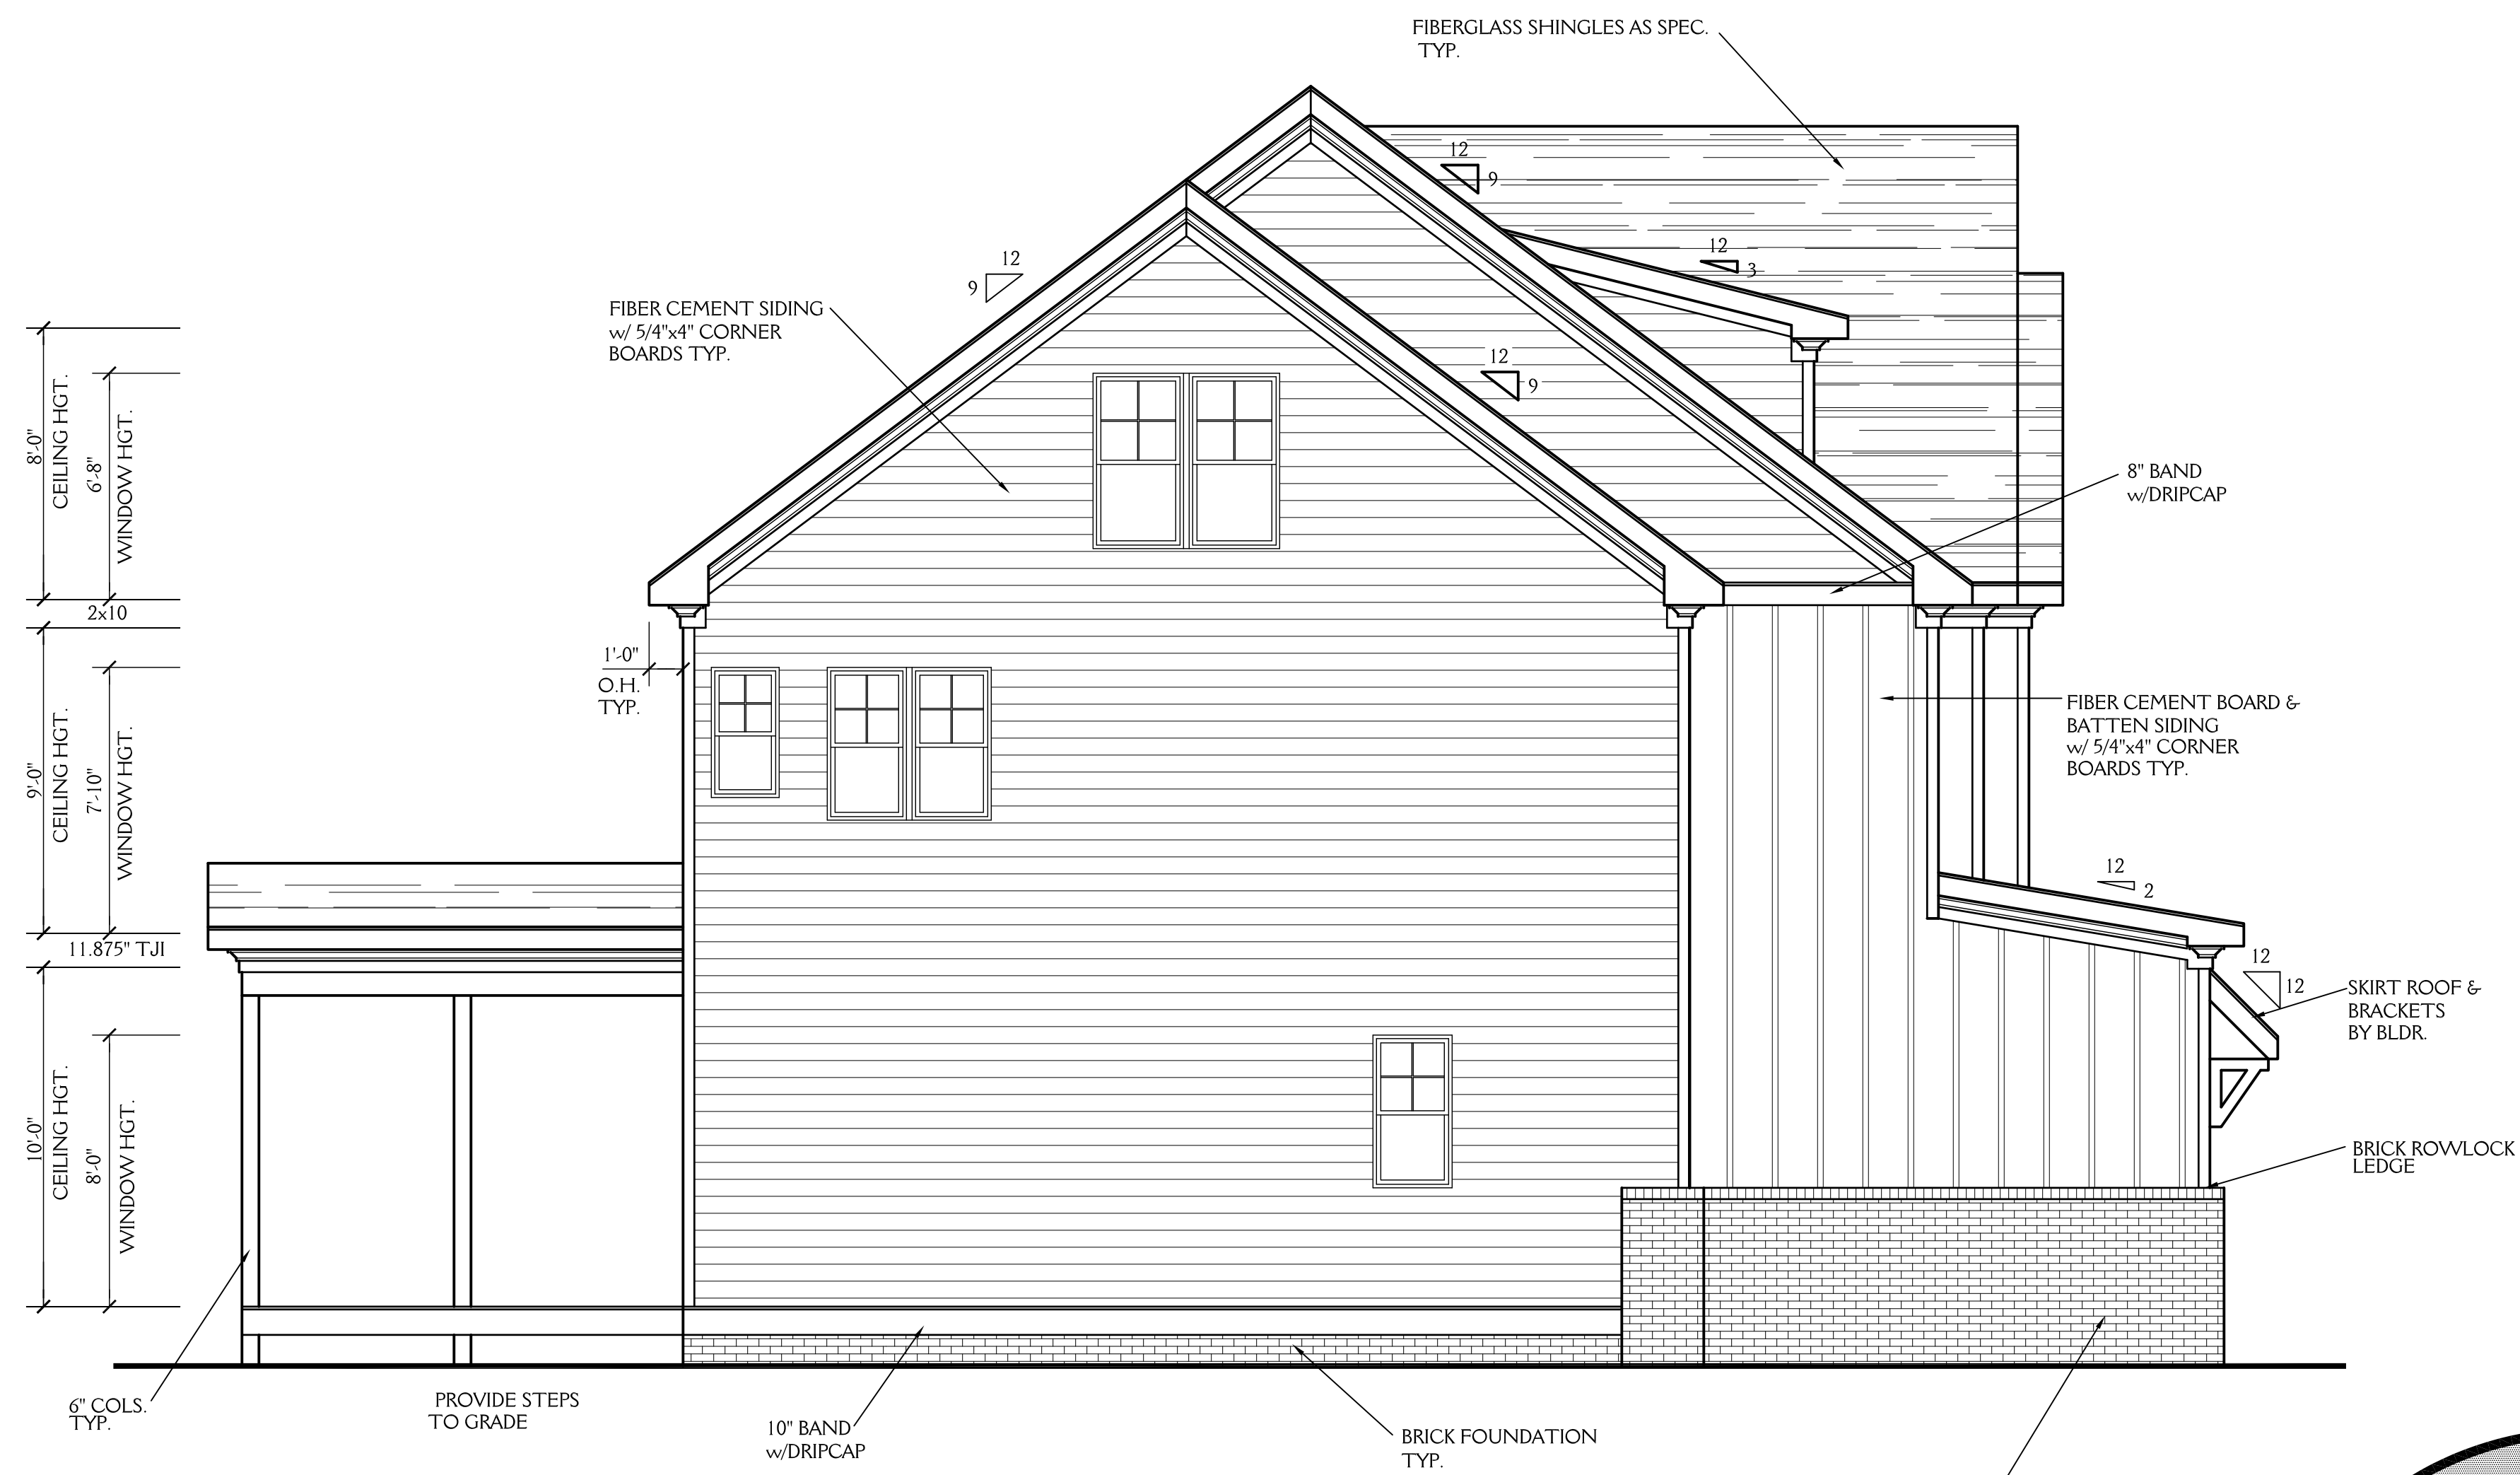 FIBERGLASS SHINGLES AS SPEC.
TYP.
12
9
12
3
12
9
FIBER CEMENT SIDING
w/ 5/4"x4" CORNER
BOARDS TYP.
12
9
8'-0"
CEILING HGT.
6'-8"
WINDOW HGT.
8" BAND
w/DRIPCAP
2x10
1'-0"
O.H.
TYP.
9'-0"
CEILING HGT.
7'-10"
WINDOW HGT.
FIBER CEMENT BOARD &
BATTEN SIDING
w/ 5/4"x4" CORNER
BOARDS TYP.
12
2
11.875" TJI
12
12
SKIRT ROOF &
BRACKETS
BY BLDR.
10'-0"
CEILING HGT.
8'-0"
WINDOW HGT.
BRICK ROWLOCK
LEDGE
6" COLS.
TYP.
PROVIDE STEPS
TO GRADE
10" BAND
w/DRIPCAP
BRICK FOUNDATION
TYP.